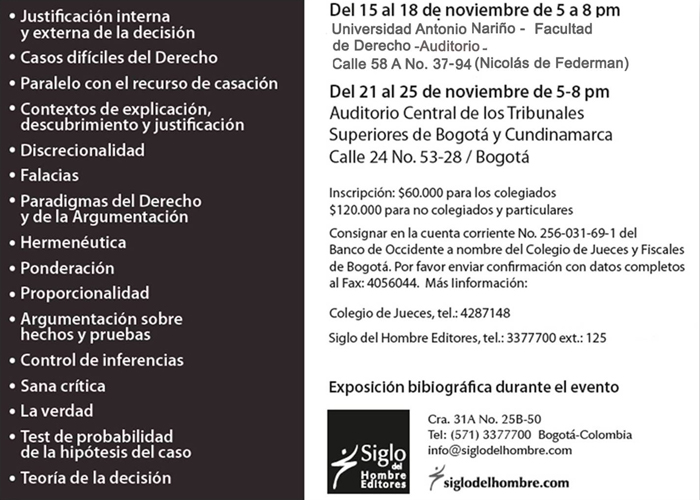 • Justificación interna
y externa de la decisión
• Casos difíciles del Derecho
• Paralelo con el recurso de casación
• Contextos de explicación,
descubrimiento y justificación
• Discrecionalidad
• Falacias
• Paradigmas del Derecho
y de la Argumentación
• Hermenéutica
• Ponderación
• Proporcionalidad
• Argumentación sobre
hechos y pruebas
• Control de inferencias
• Sana crítica
• La verdad
• Test de probabilidad
de la hipótesis del caso
• Teoría de la decisión
Del 15 al 18 de noviembre de 5 a 8 pm
Universidad Antonio Nariño - Facultad
de Derecho -Auditorio-
Calle 58 A No. 37-94 (Nicolás de Federman)
Del 21 al 25 de noviembre de 5-8 pm
Auditorio Central de los Tribunales
Superiores de Bogotá y Cundinamarca
Calle 24 No. 53-28 / Bogotá
Inscripción: $60.000 para los colegiados
$120.000 para no colegiados y particulares
Consignar en la cuenta corriente No. 256-031-69-1 del
Banco de Occidente a nombre del Colegio de Jueces y Fiscales
de Bogotá. Por favor enviar confirmación con datos completos
al Fax: 4056044. Más Iinformación:
Colegio de Jueces, tel.: 4287148
Siglo del Hombre Editores, tel.: 3377700 ext.: 125
Exposición bibiográfica durante el evento
Siglo
del
Hombre
Editores
Cra. 31A No. 25B-50
Tel: (571) 3377700 Bogotá-Colombia
info@siglodelhombre.com
siglodelhombre.com